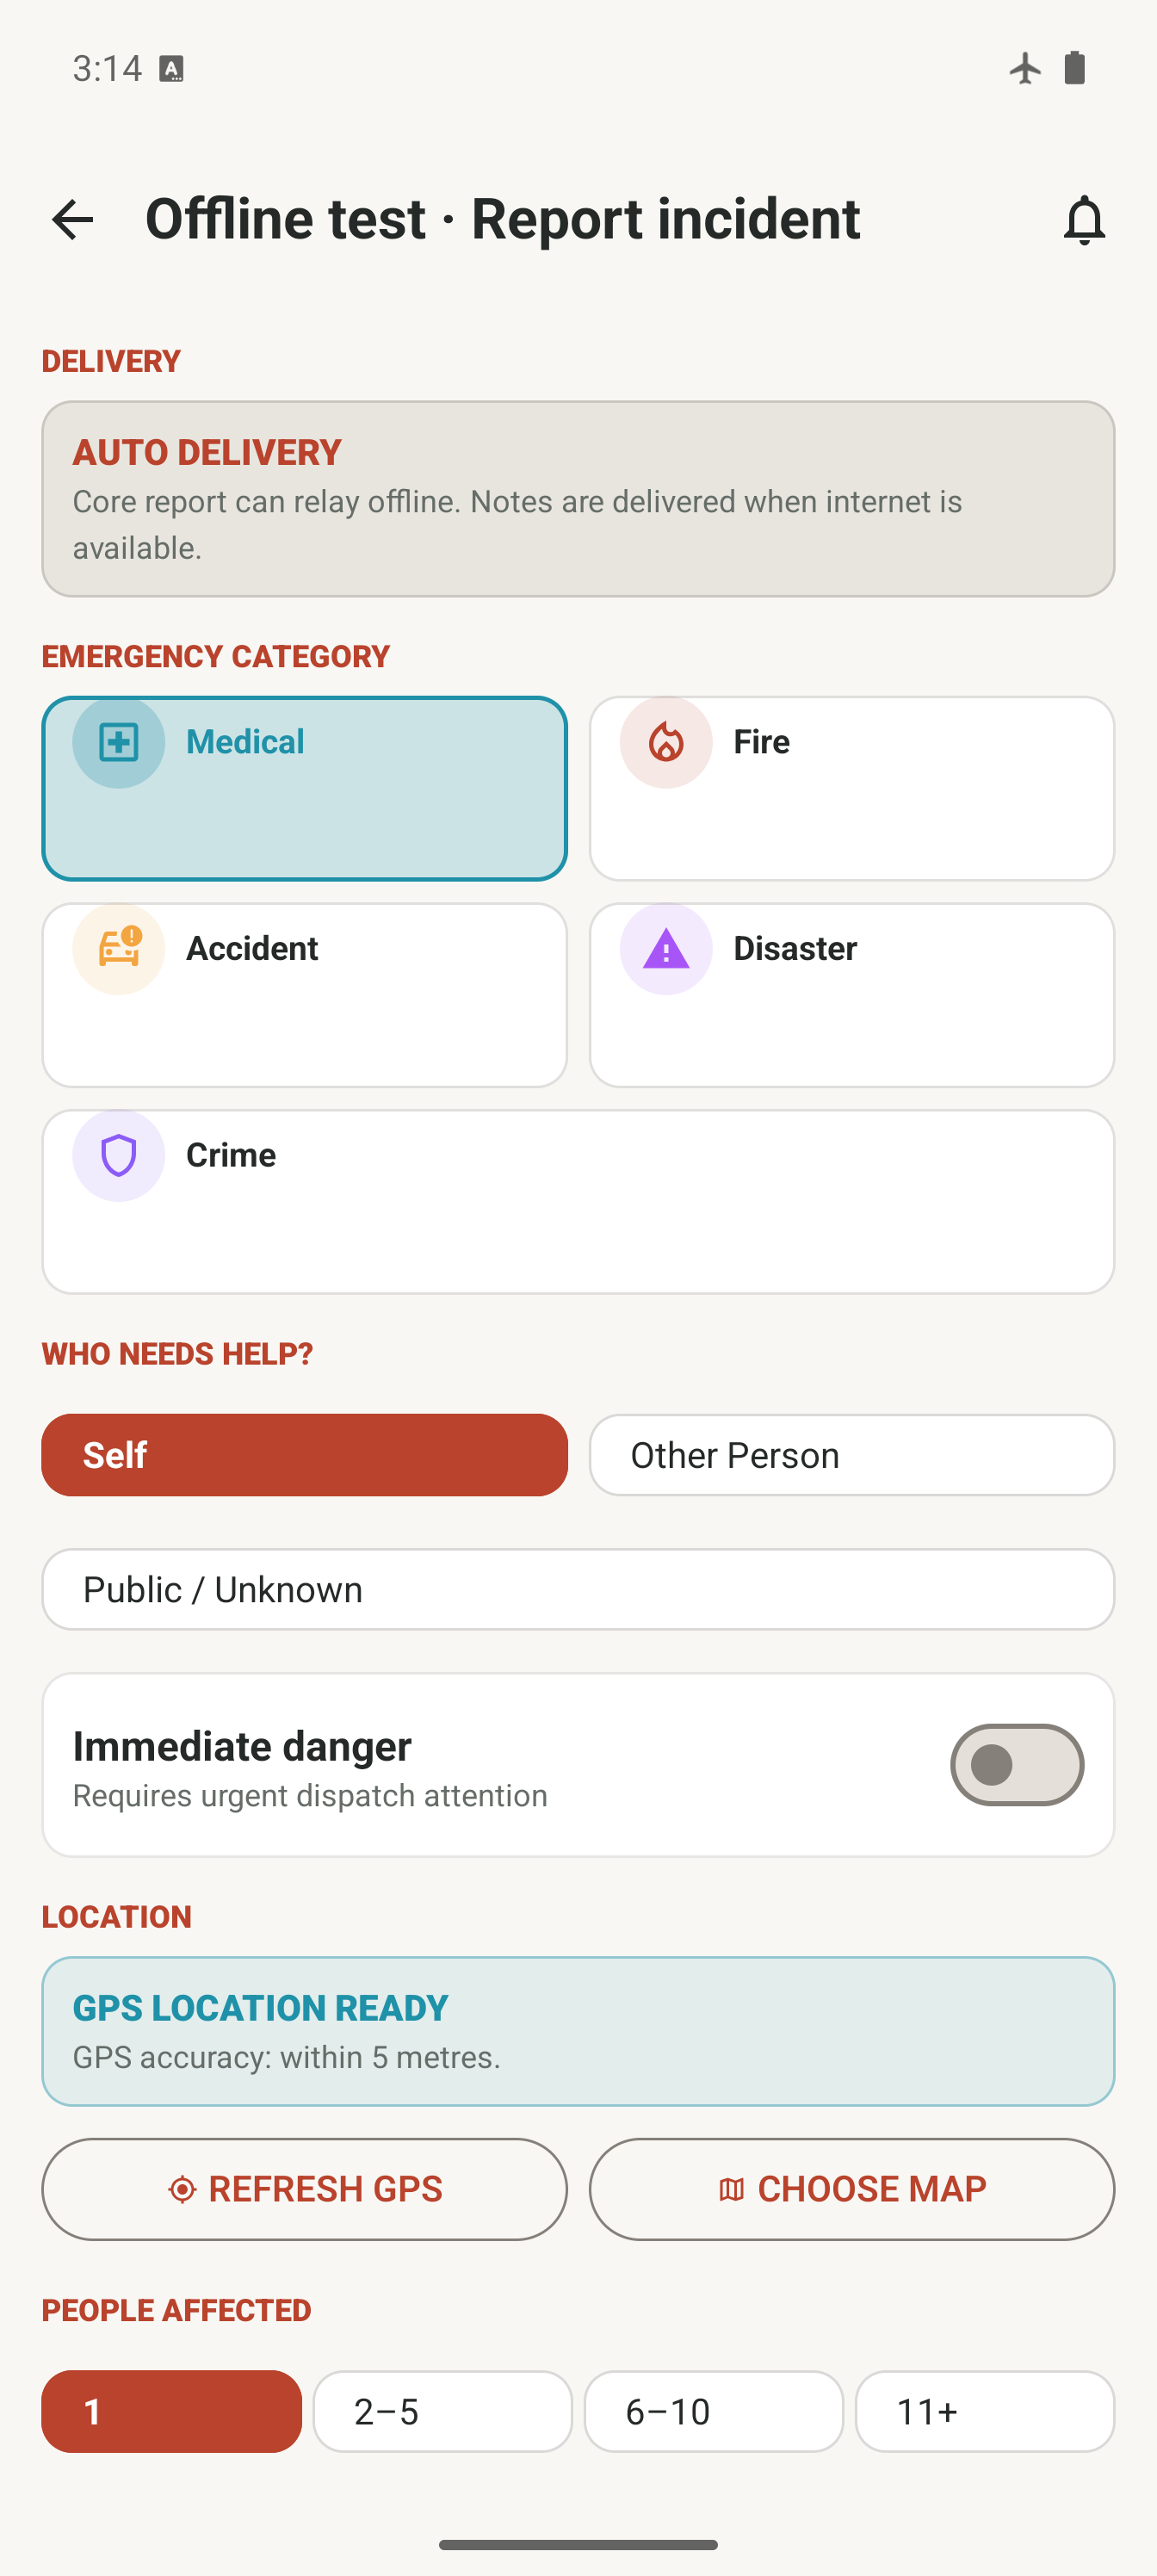 3:14
Offline test · Report incident
DELIVERY
AUTO DELIVERY
Core report can relay offline. Notes are delivered when internet is
available.
EMERGENCY CATEGORY
Medical
Fire
Accident
Disaster
Crime
WHO NEEDS HELP?
Self
Other Person
Public / Unknown
Immediate danger
Requires urgent dispatch attention
LOCATION
GPS LOCATION READY
GPS accuracy: within 5 metres.
REFRESH GPS
CHOOSE MAP
PEOPLE AFFECTED
1
2–5
6–10
11+